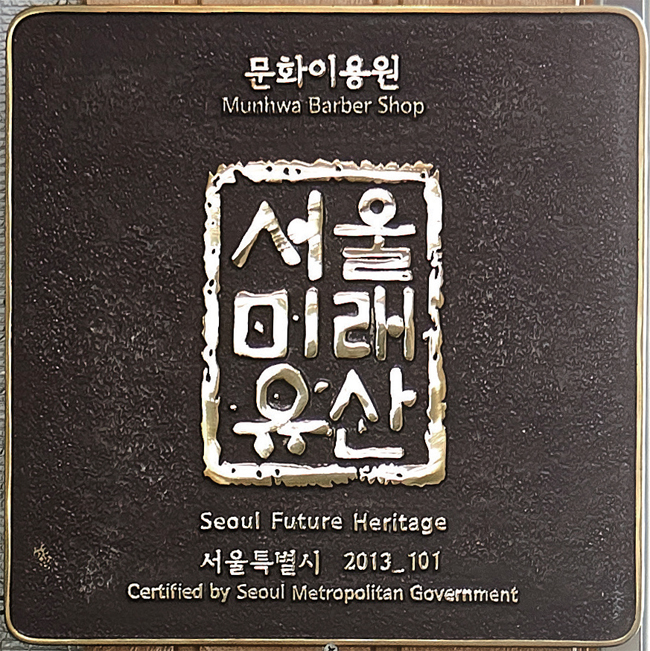 문화이용원
Munhwa Barber Shop
서울
미래
유산
Seoul Future Heritage
서울특별시 2013_101
Certified by Seoul Metropolitan Government